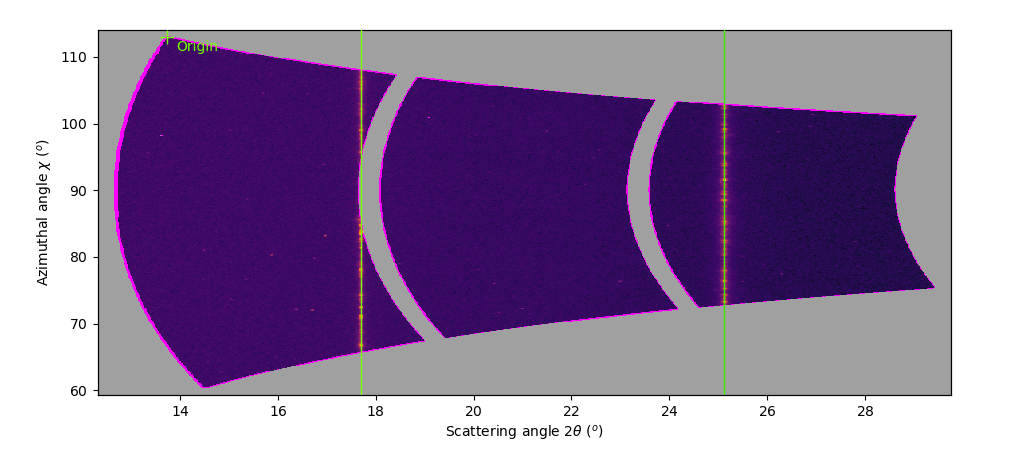 Origin
110
100
90
80
70
60
Azimuthal angle χ (°)
14 16 18 20 22 24 26 28
Scattering angle 2θ (°)